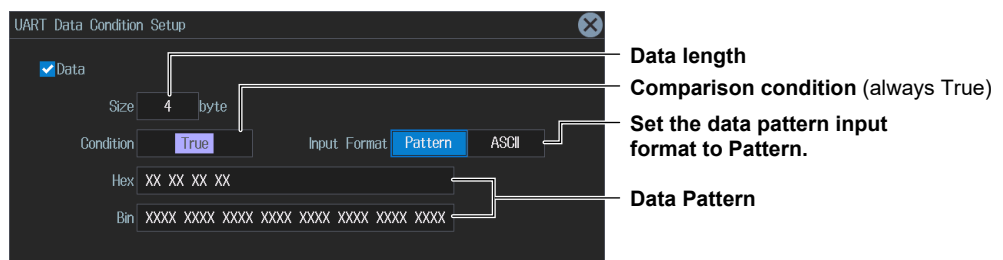 UART Data Condition Setup
Data
Size 4 byte
Condition True Input Format Pattern ASCII
Hex XX XX XX XX
Bin XXXX XXXX XXXX XXXX XXXX XXXX XXXX XXXX
Data length
Comparison condition (always True)
Set the data pattern input
format to Pattern.
Data Pattern